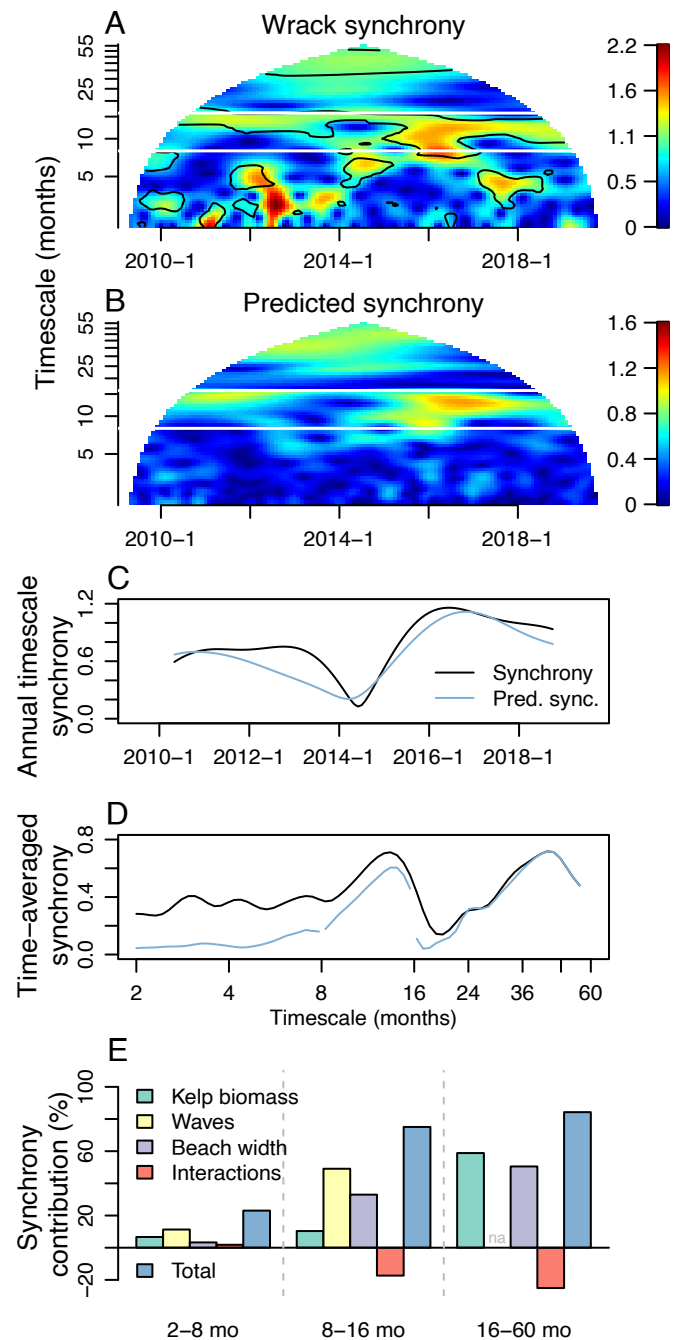 A
Wrack synchrony
55
25
10
5
2010−1
2014−1
2018−1
2.2
1.6
1.1
0.5
0
Timescale (months)
B
Predicted synchrony
55
25
10
5
2010−1
2014−1
2018−1
1.6
1.2
0.8
0.4
0
C
Annual timescale
synchrony
1.2
0.6
0.0
Synchrony
Pred. sync.
2010−1
2012−1
2014−1
2016−1
2018−1
D
Time−averaged
synchrony
0.8
0.4
0.0
2
4
8
16
24
36
60
Timescale (months)
E
Synchrony
contribution (%)
100
60
20
−20
Kelp biomass
Waves
Beach width
Interactions
Total
na
2−8 mo
8−16 mo
16−60 mo